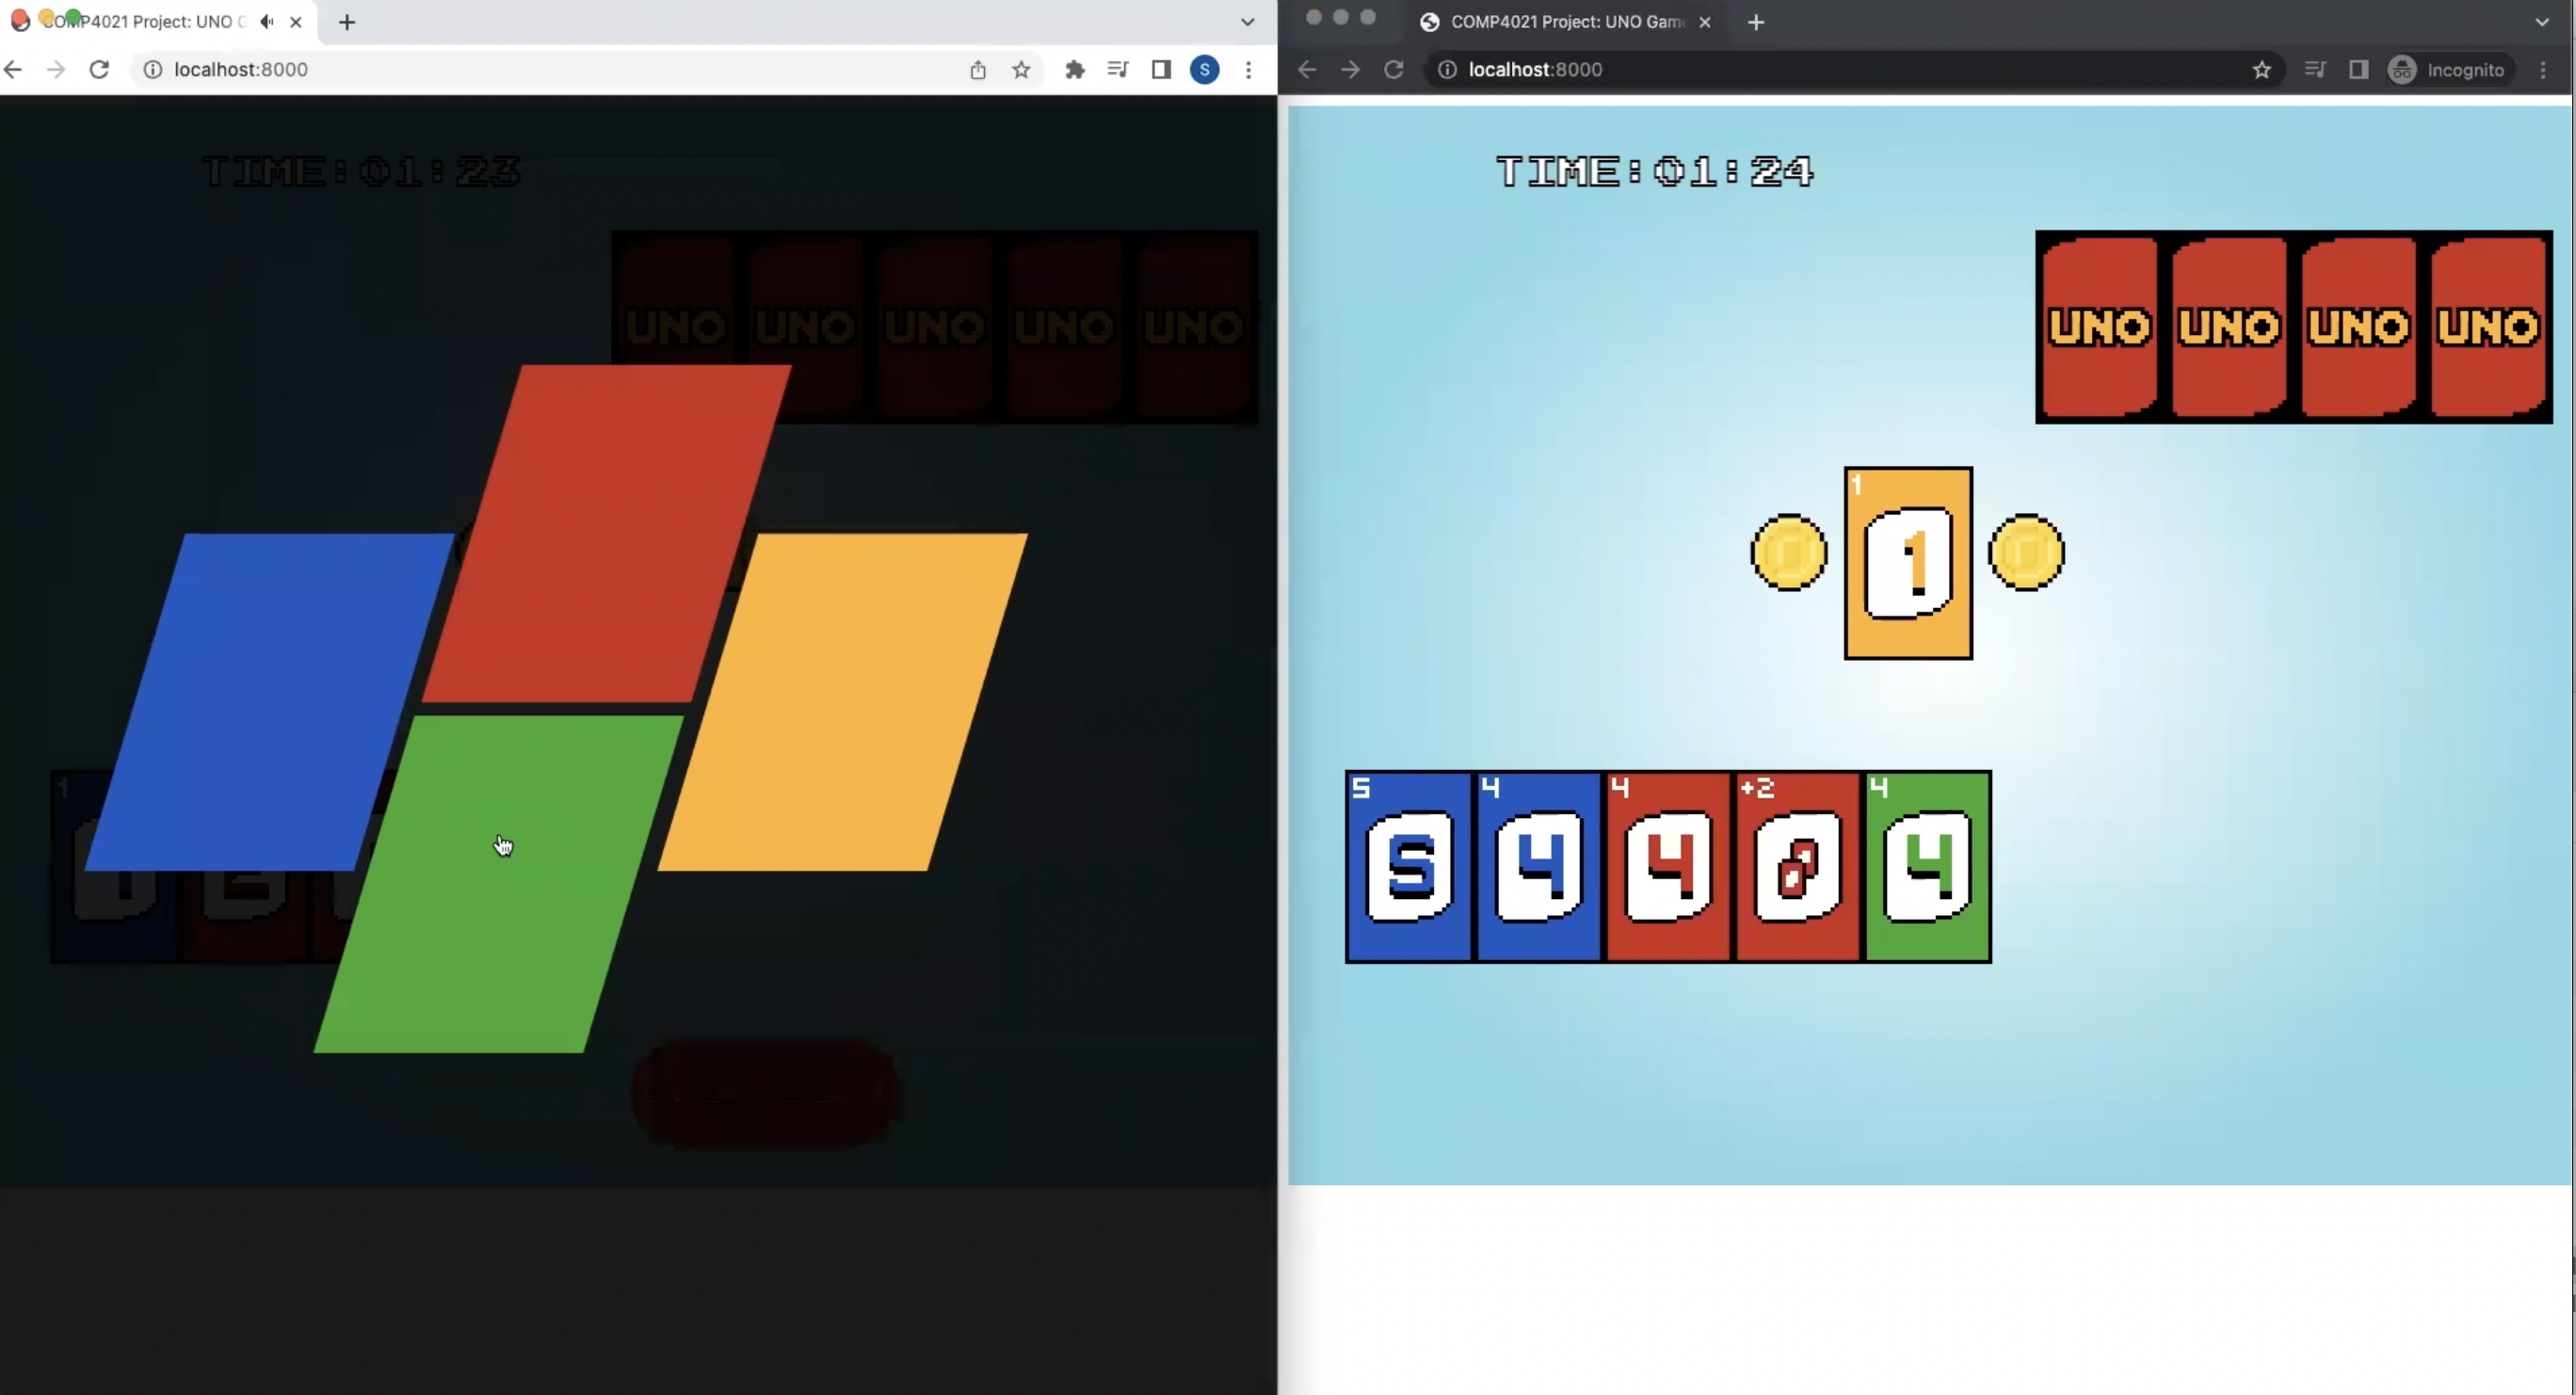 COMP4021 Project: UNO G
localhost:8000
S
TIME:01:23
UNO UNO UNO UNO UNO
1
COMP4021 Project: UNO Gam
localhost:8000
Incognito
TIME:01:24
UNO UNO UNO UNO
1
1
S 4 4 +2 4
S 4 4 4